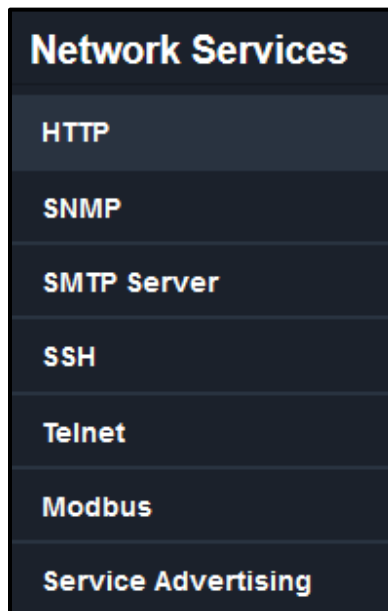 Network Services
HTTP
SNMP
SMTP Server
SSH
Telnet
Modbus
Service Advertising